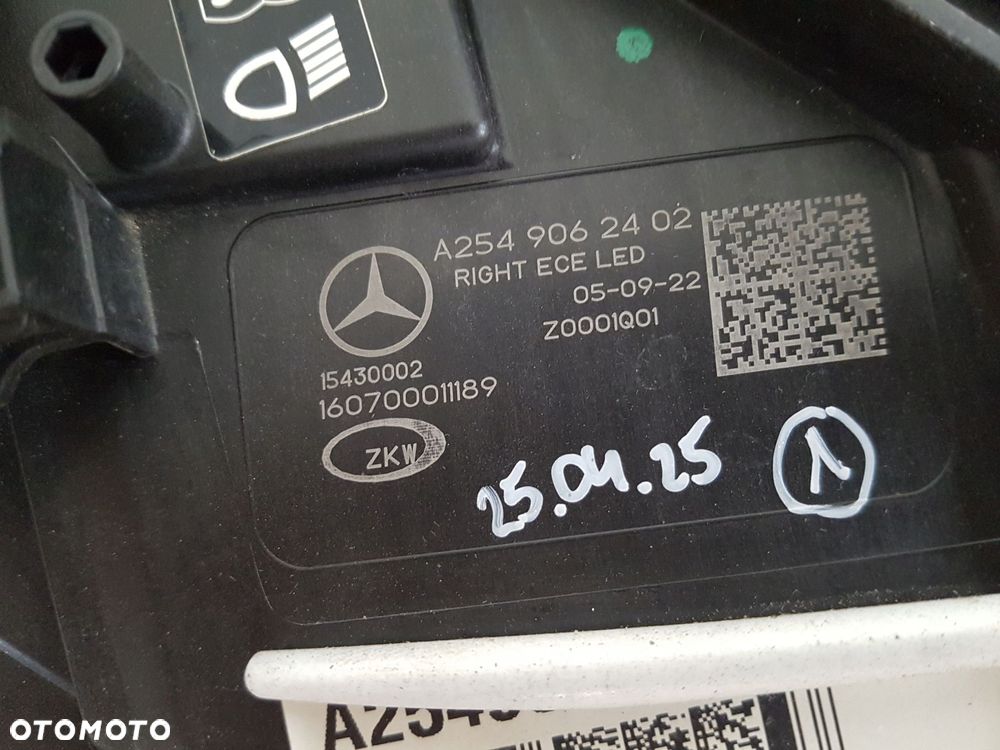 A254 906 24 02
RIGHT ECE LED
05-09-22
Z0001Q01
15430002
160700011189
ZKW
25.04.25
1
OTOMOTO